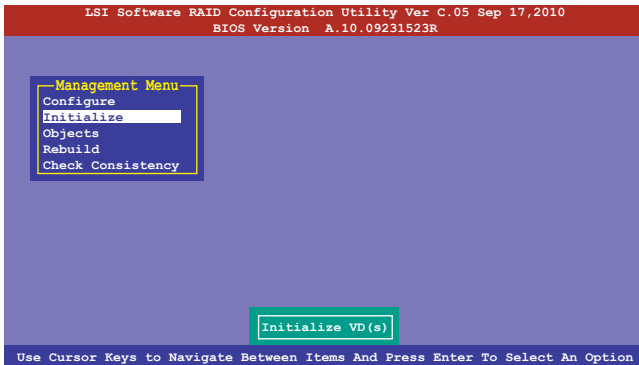 LSI Software RAID Configuration Utility Ver C.05 Sep 17,2010
BIOS Version A.10.09231523R
Management Menu
Configure
Initialize
Objects
Rebuild
Check Consistency
Initialize VD(s)
Use Cursor Keys to Navigate Between Items And Press Enter To Select An Option